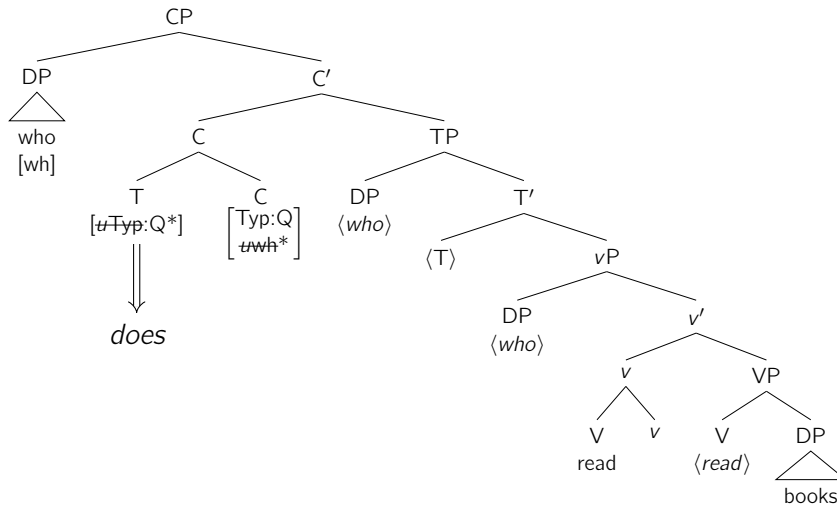 CP
DP C′
who
[wh]
C TP
T C DP T′
[uTyp:Q*] [Typ:Q ⟨who⟩
uwh*]
⟨T⟩ vP
does
DP v′
⟨who⟩
v VP
V v V DP
read ⟨read⟩
books